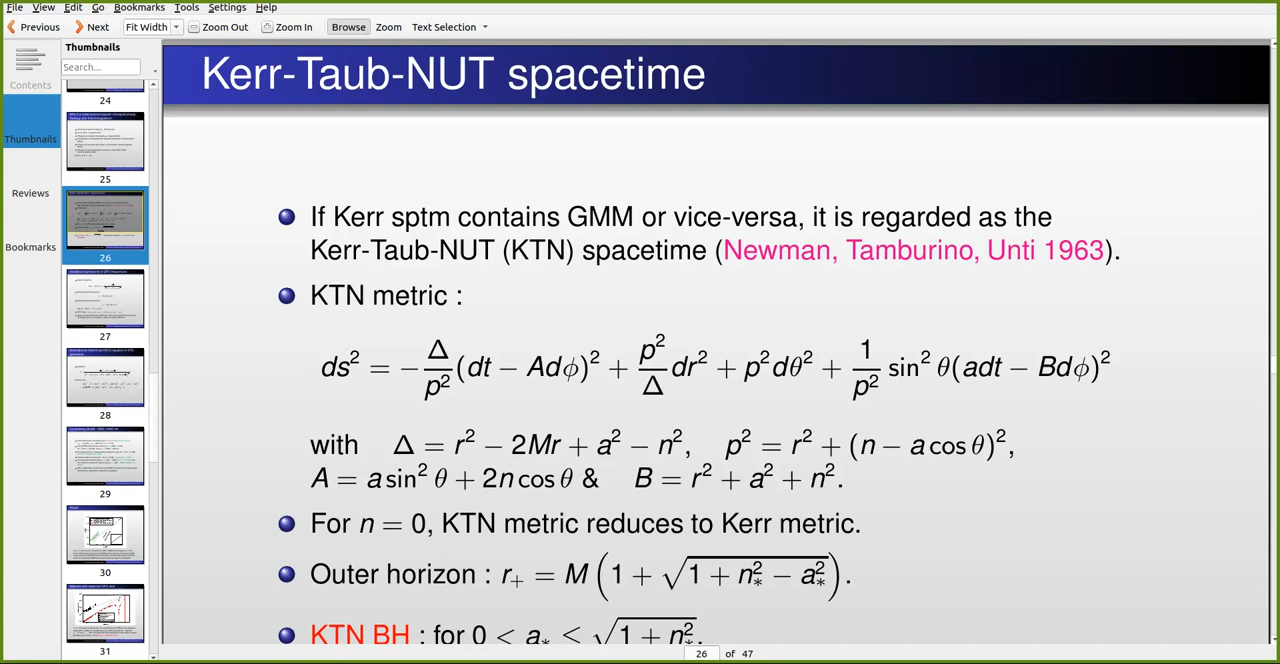 File View Edit Go Bookmarks Tools Settings Help
Previous Next Fit Width Zoom Out Zoom In Browse Zoom Text Selection
Contents
Thumbnails
Reviews
Bookmarks
Thumbnails
Search...
24
25
26
27
28
29
30
31
Kerr-Taub-NUT spacetime
If Kerr sptm contains GMM or vice-versa, it is regarded as the
Kerr-Taub-NUT (KTN) spacetime (Newman, Tamburino, Unti 1963).
KTN metric :
ds² = −Δ/p² (dt − Adϕ)² + p²/Δ dr² + p²dθ² + 1/p² sin² θ(adt − Bdϕ)²
with Δ = r² − 2Mr + a² − n², p² = r² + (n − a cos θ)²,
A = a sin² θ + 2n cos θ & B = r² + a² + n².
For n = 0, KTN metric reduces to Kerr metric.
Outer horizon : r₊ = M(1 + √(1 + n²_* − a²_*)).
KTN BH : for 0 < a_* ≤ √(1 + n²_*).
26 of 47